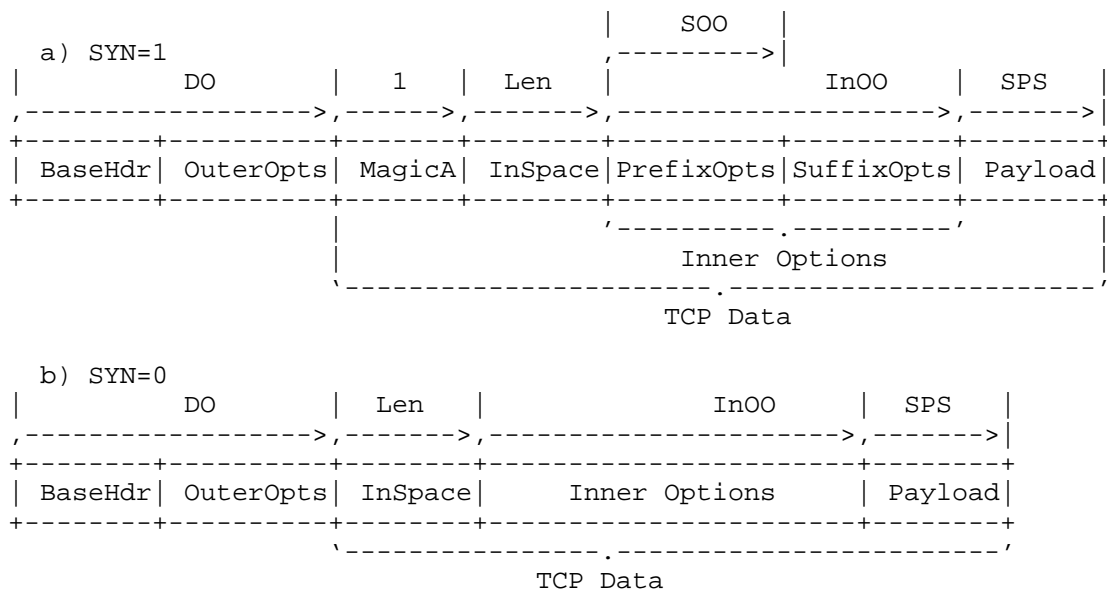 SOO
a) SYN=1
DO 1 Len InOO SPS
BaseHdr OuterOpts MagicA InSpace PrefixOpts SuffixOpts Payload
Inner Options
TCP Data
b) SYN=0
DO Len InOO SPS
BaseHdr OuterOpts InSpace Inner Options Payload
TCP Data